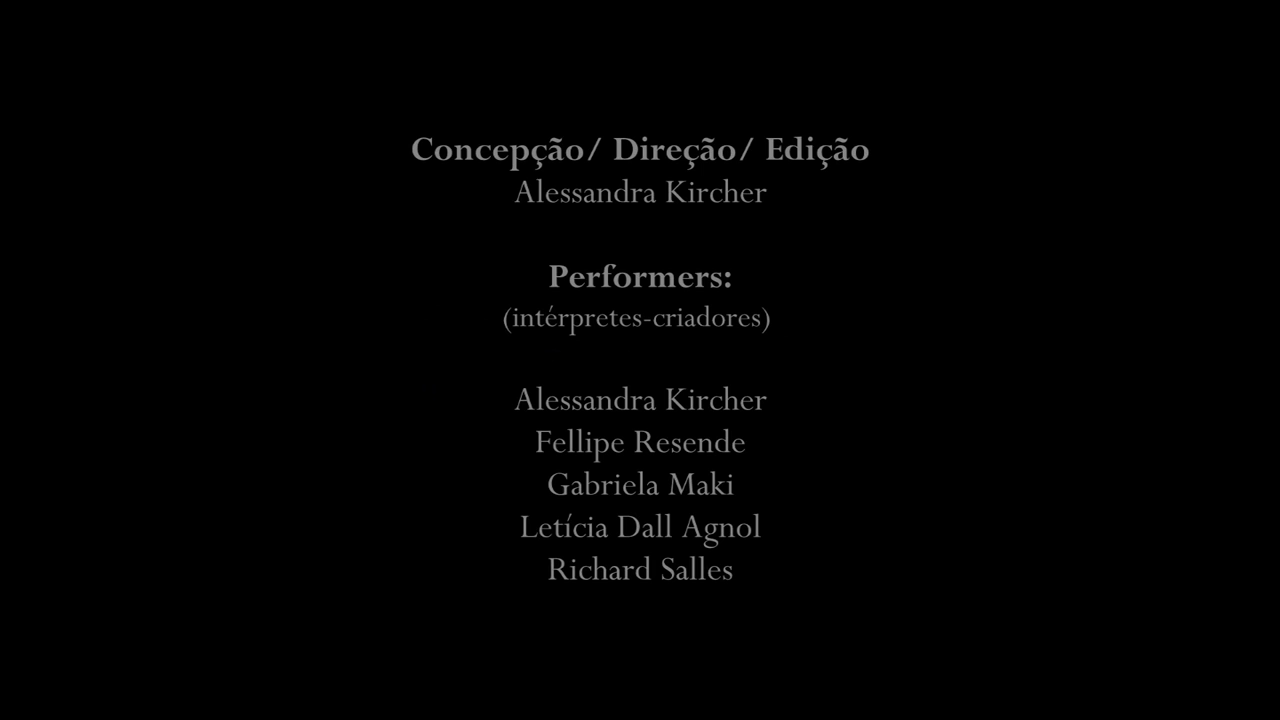 Concepção/ Direção/ Edição
Alessandra Kircher
Performers:
(intérpretes-criadores)
Alessandra Kircher
Fellipe Resende
Gabriela Maki
Letícia Dall Agnol
Richard Salles